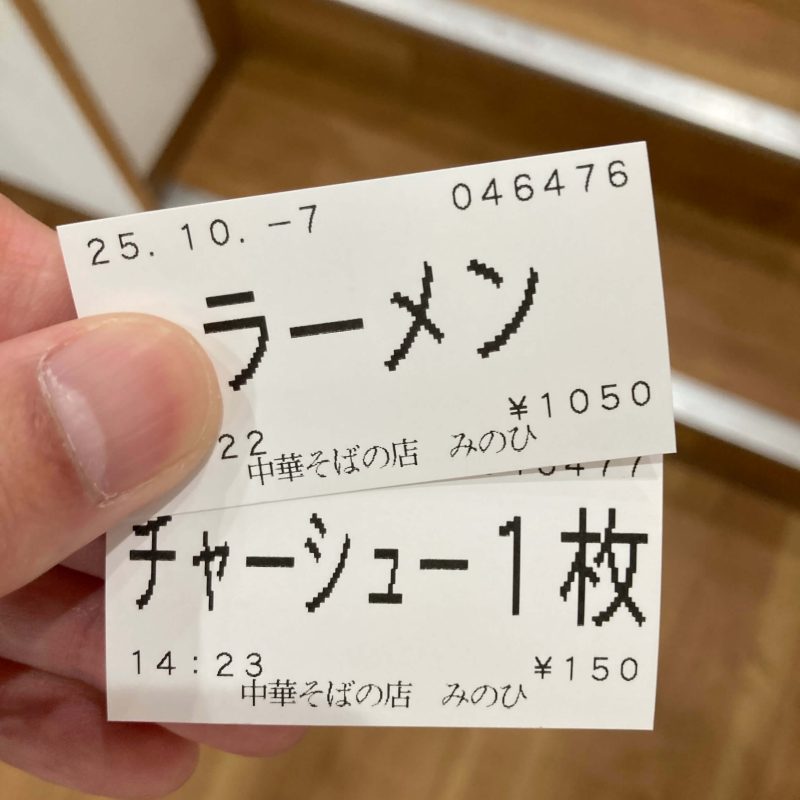 25.10.-7 046476
ラーメン
¥1050
22
中華そばの店 みのひ
チャーシュー1枚
14:23 ¥150
中華そばの店 みのひ